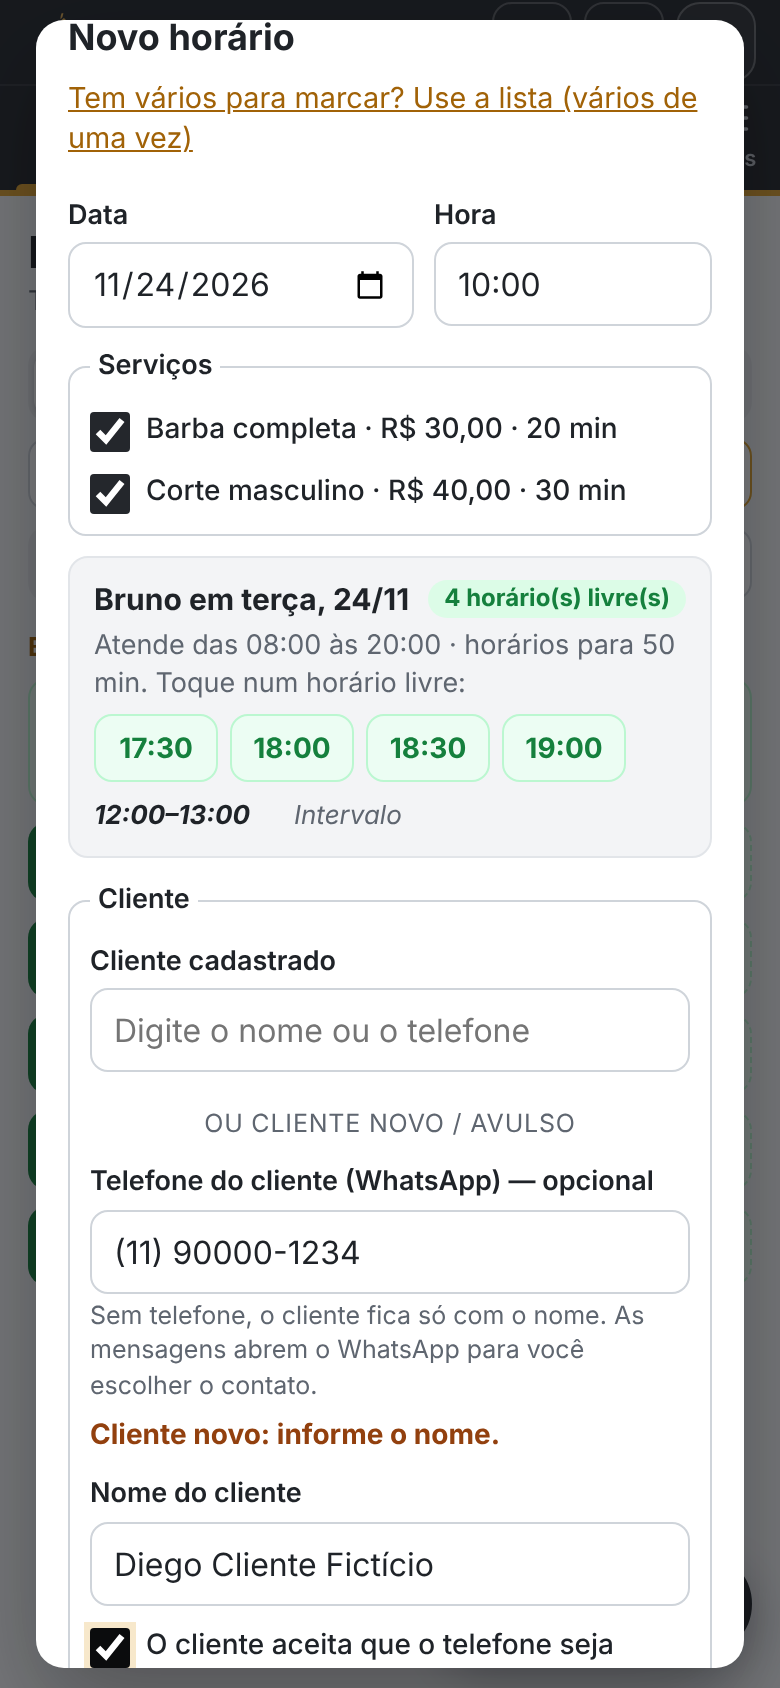 Novo horário
Tem vários para marcar? Use a lista (vários de
uma vez)
Data
Hora
11/24/2026
10:00
Serviços
Barba completa · R$ 30,00 · 20 min
Corte masculino · R$ 40,00 · 30 min
Bruno em terça, 24/11
4 horário(s) livre(s)
Atende das 08:00 às 20:00 · horários para 50
min. Toque num horário livre:
17:30
18:00
18:30
19:00
12:00–13:00
Intervalo
Cliente
Cliente cadastrado
Digite o nome ou o telefone
OU CLIENTE NOVO / AVULSO
Telefone do cliente (WhatsApp) — opcional
(11) 90000-1234
Sem telefone, o cliente fica só com o nome. As
mensagens abrem o WhatsApp para você
escolher o contato.
Cliente novo: informe o nome.
Nome do cliente
Diego Cliente Fictício
O cliente aceita que o telefone seja